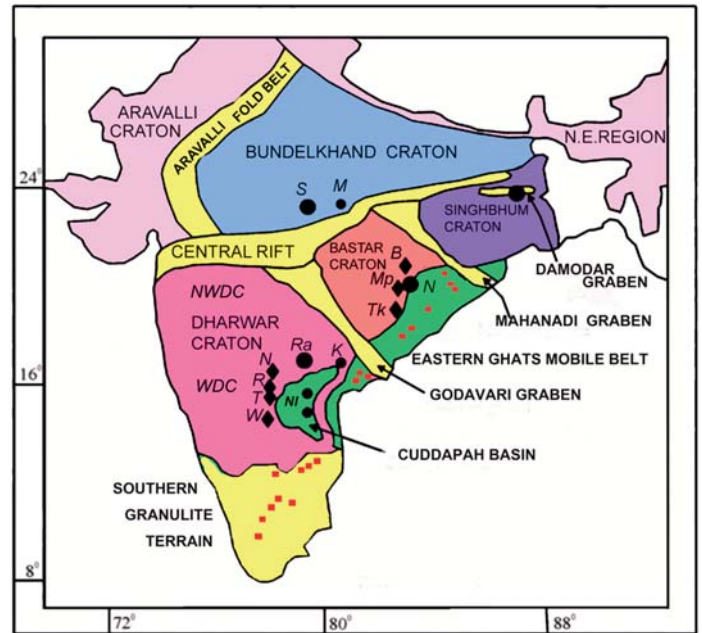 ARAVALLI
CRATON
ARAVALLI FOLD BELT
BUNDELKHAND CRATON
N.E.REGION
24°
S
M
SINGHBHUM
CRATON
CENTRAL RIFT
BASTAR
CRATON
B
DAMODAR
GRABEN
NWDC
Mp
N
MAHANADI GRABEN
DHARWAR
CRATON
Tk
Ra
K
EASTERN GHATS MOBILE BELT
N
16°
WDC
R
GODAVARI GRABEN
T
NI
W
CUDDAPAH BASIN
SOUTHERN
GRANULITE
TERRAIN
8°
72°
80°
88°